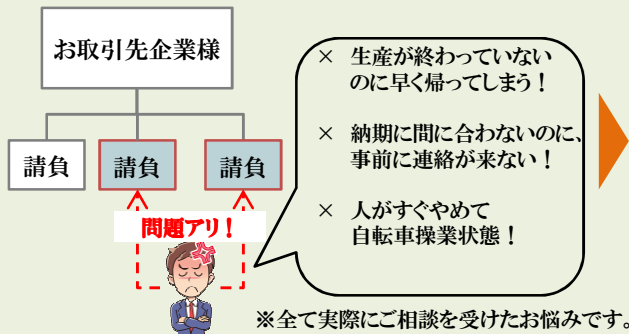 お取引先企業様
請負
請負
請負
問題アリ！
× 生産が終わっていない
のに早く帰ってしまう！
× 納期に間に合わないのに、
事前に連絡が来ない！
× 人がすぐやめて
自転車操業状態！
※全て実際にご相談を受けたお悩みです。